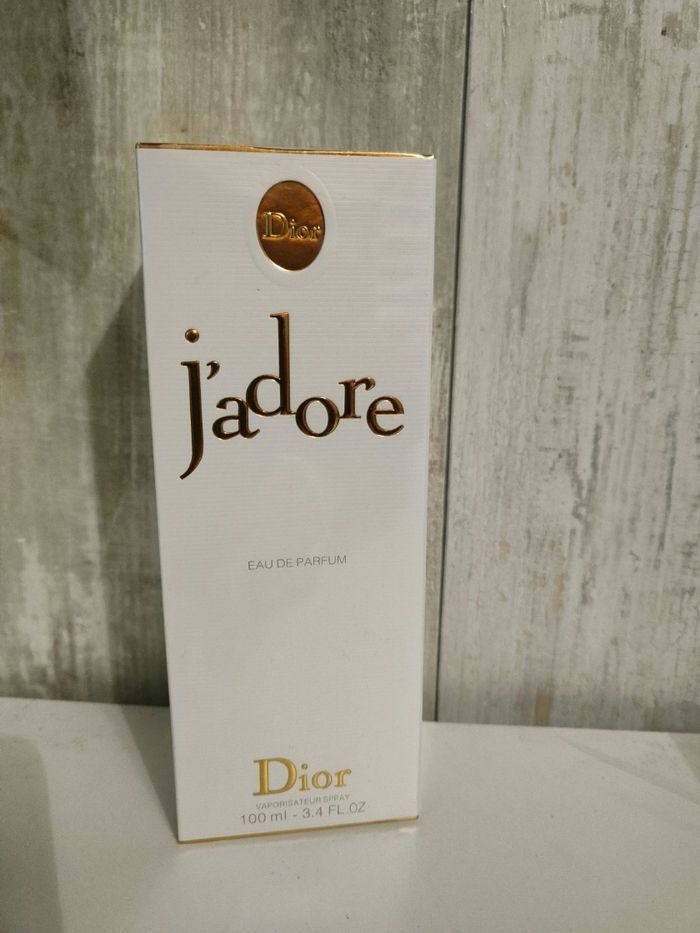 Dior
j'adore
EAU DE PARFUM
Dior
VAPORISATEUR SPRAY
100 ml - 3.4 FL.OZ